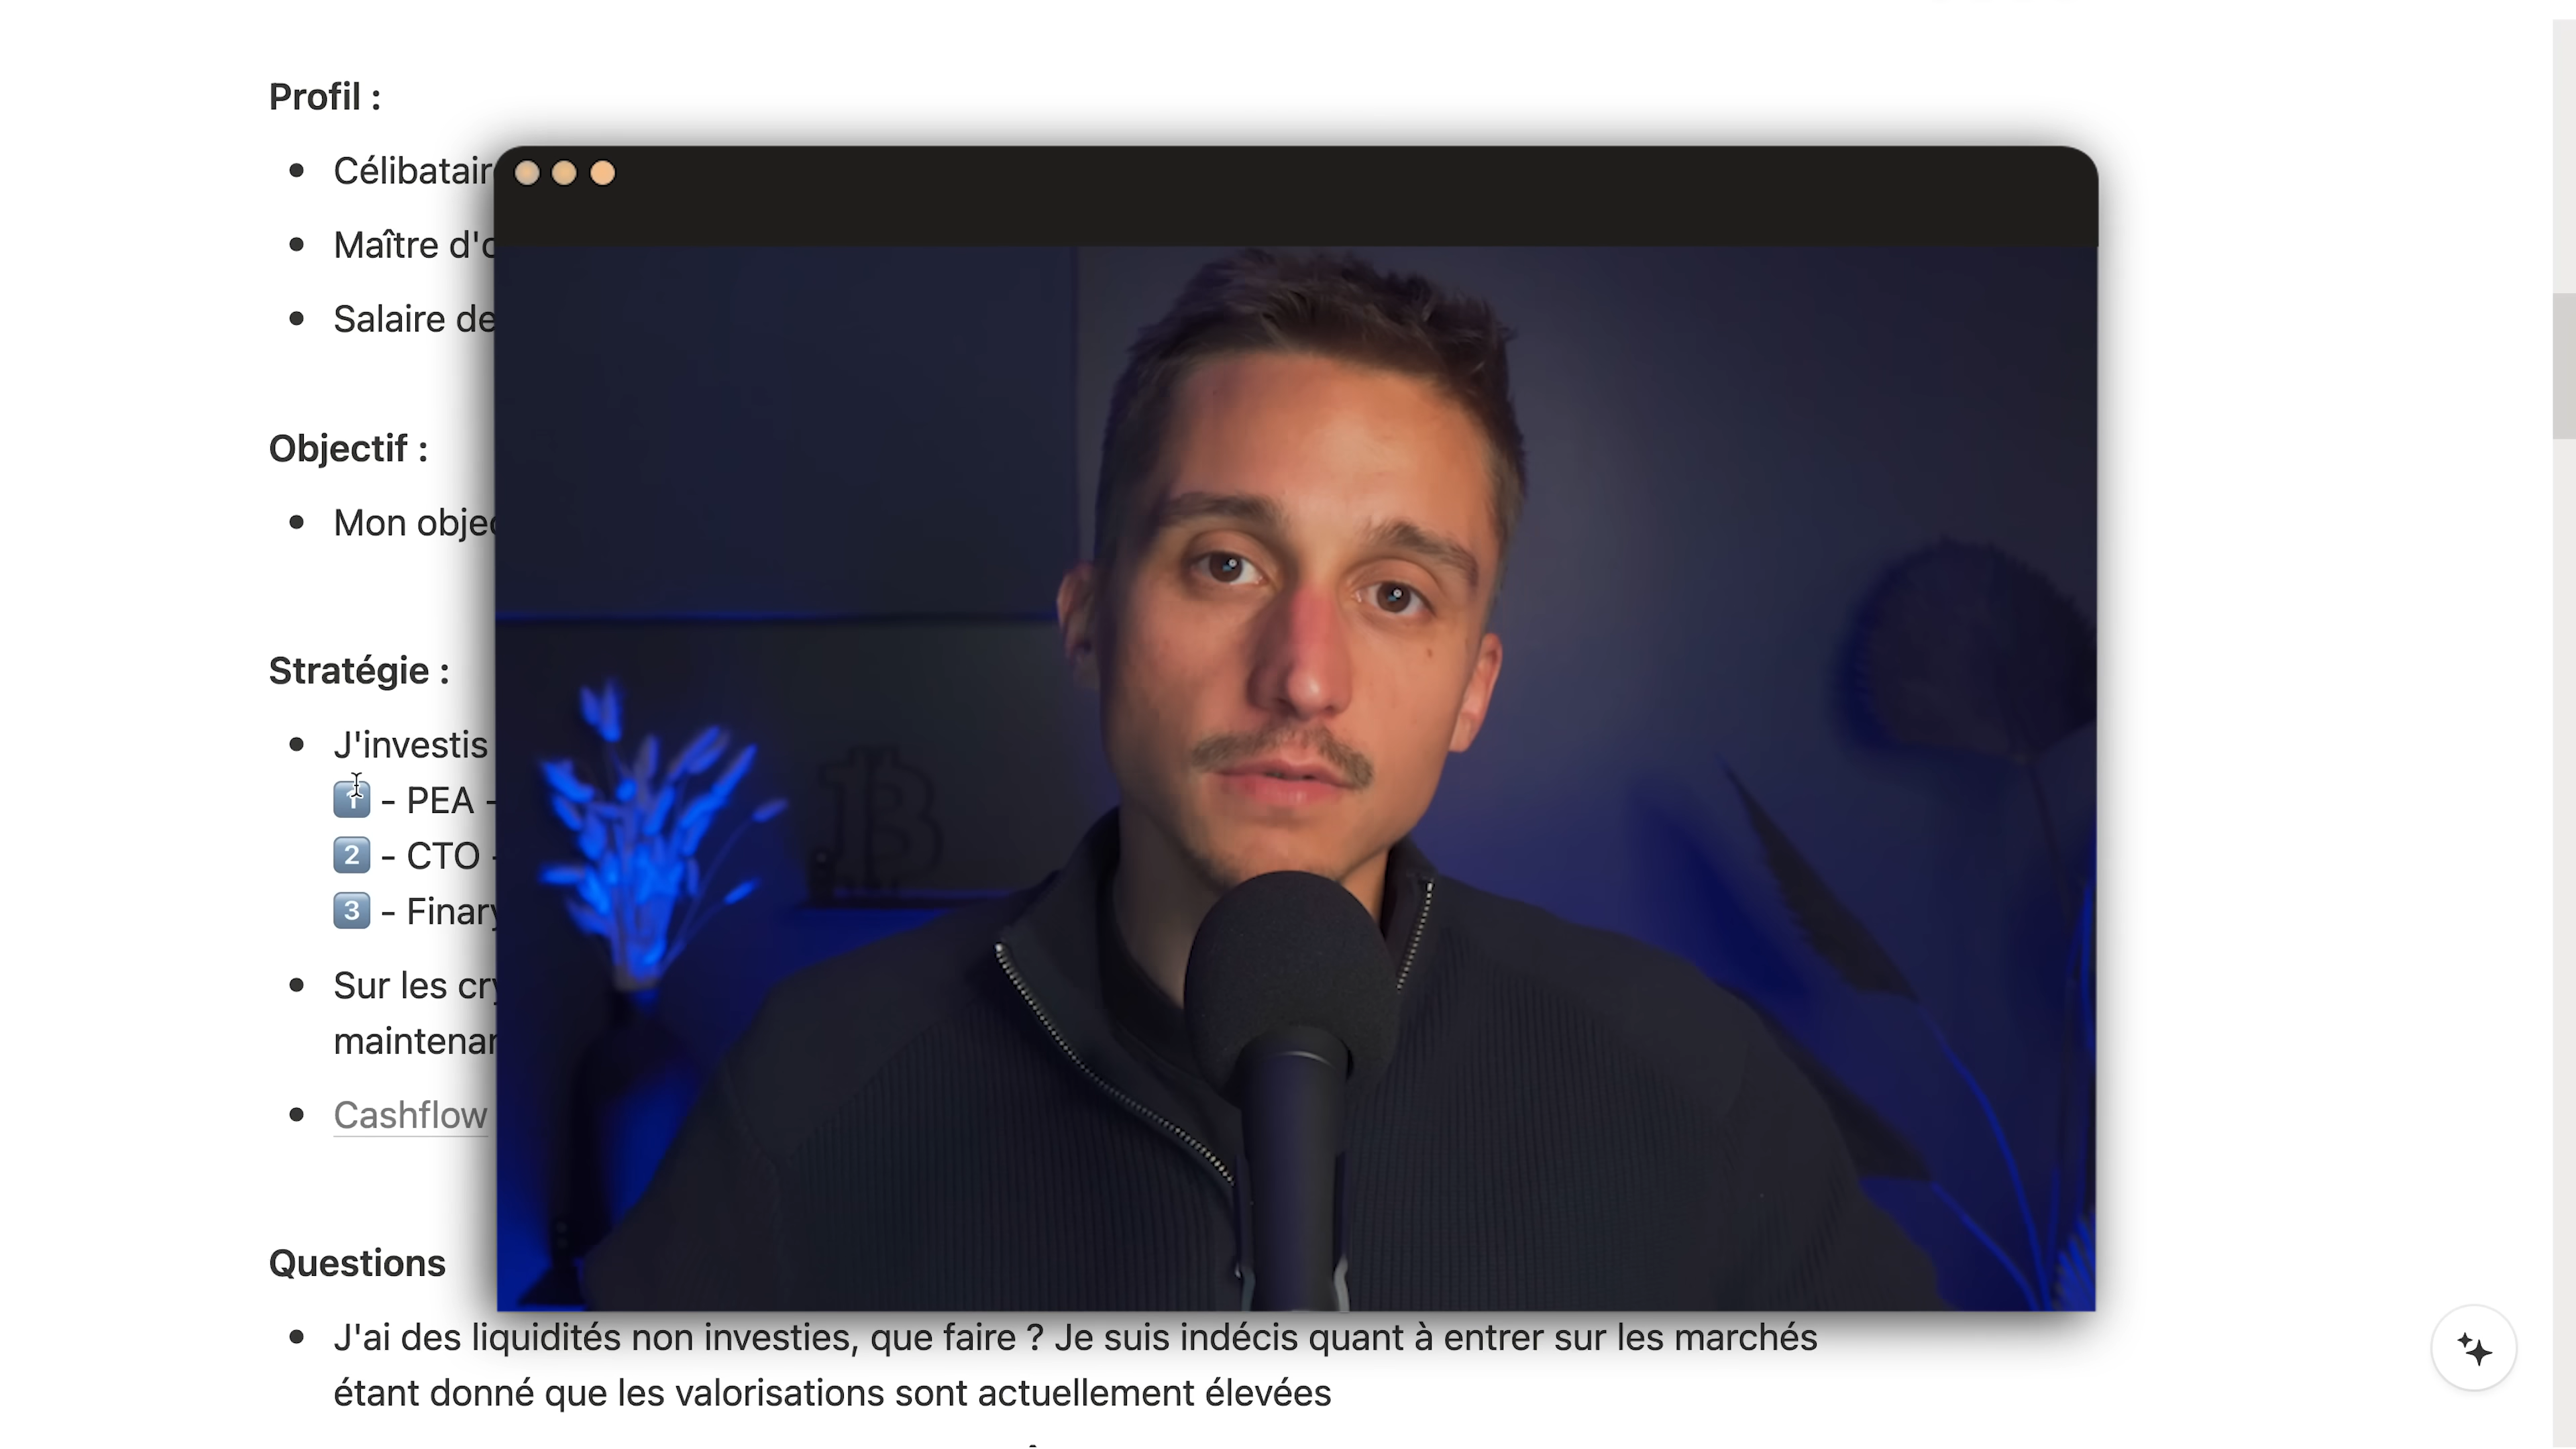 Profil :
Célibatair
Maître d'
Salaire de
Objectif :
Mon objec
Stratégie :
J'investis
1 - PEA -
2 - CTO -
3 - Finary
Sur les cry
maintenan
Cashflow
Questions
J'ai des liquidités non investies, que faire ? Je suis indécis quant à entrer sur les marchés
étant donné que les valorisations sont actuellement élevées